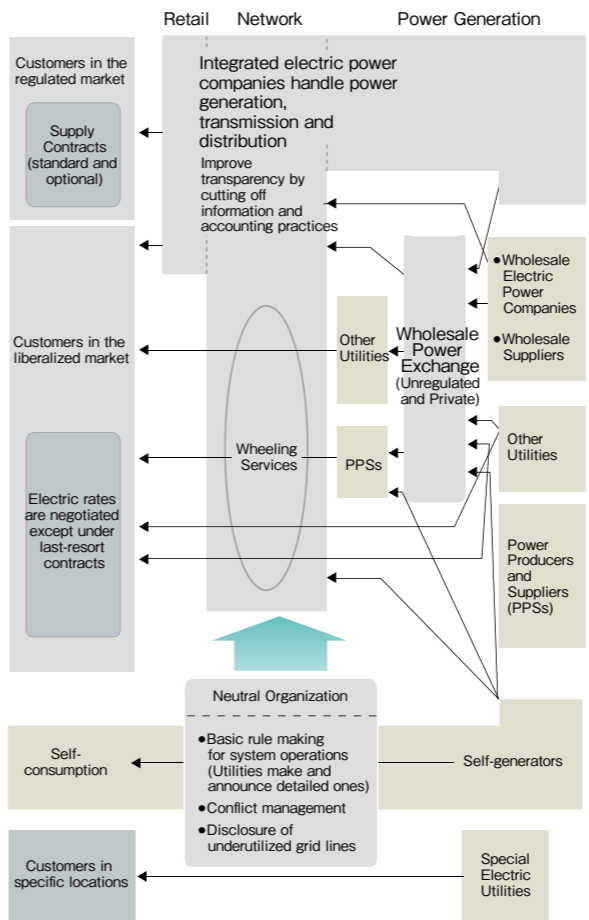 Retail
Network
Power Generation
Customers in the
regulated market
Supply
Contracts
(standard and
optional)
Integrated electric power
companies handle power
generation,
transmission and
distribution
Improve
transparency by
cutting off
information and
accounting practices
Customers in the
liberalized market
Electric rates
are negotiated
except under
last-resort
contracts
Wheeling
Services
Other
Utilities
PPSs
Wholesale
Power
Exchange
(Unregulated
and Private)
●Wholesale
Electric
Power
Companies
●Wholesale
Suppliers
Other
Utilities
Power
Producers
and
Suppliers
(PPSs)
Neutral Organization
●Basic rule making
for system operations
(Utilities make and
announce detailed ones)
●Conflict management
●Disclosure of
underutilized grid lines
Self-
consumption
Self-generators
Customers in
specific locations
Special
Electric
Utilities